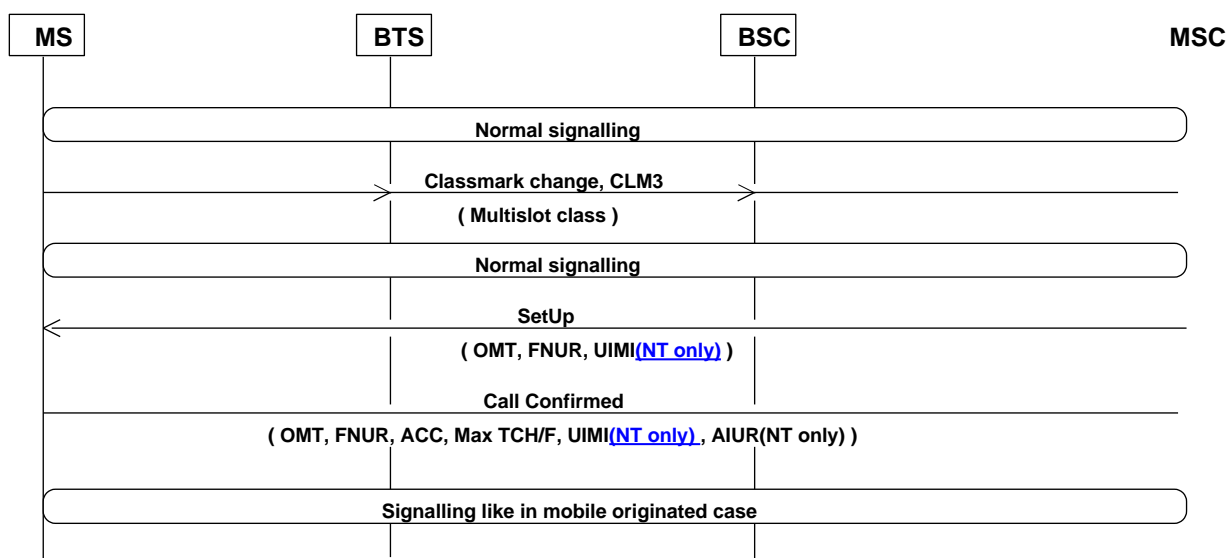 MS BTS BSC MSC
Normal signalling
Classmark change, CLM3
( Multislot class )
Normal signalling
SetUp
( OMT, FNUR, UIMI(NT only) )
Call Confirmed
( OMT, FNUR, ACC, Max TCH/F, UIMI(NT only) , AIUR(NT only) )
Signalling like in mobile originated case